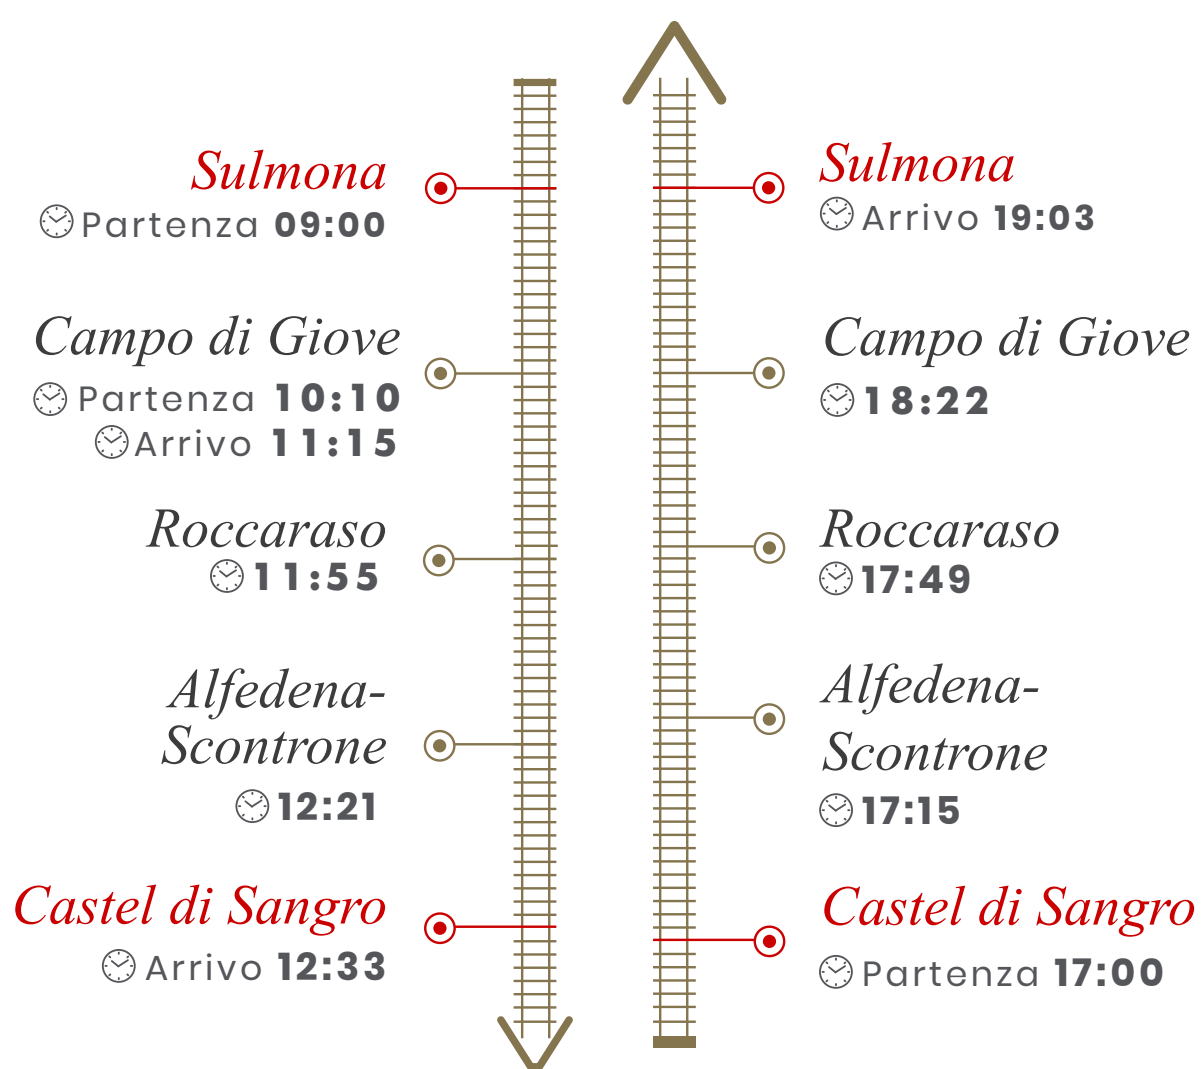 Sulmona
Partenza 09:00
Campo di Giove
Partenza 10:10
Arrivo 11:15
Roccaraso
11:55
Alfedena-
Scontrone
12:21
Castel di Sangro
Arrivo 12:33
Sulmona
Arrivo 19:03
Campo di Giove
18:22
Roccaraso
17:49
Alfedena-
Scontrone
17:15
Castel di Sangro
Partenza 17:00